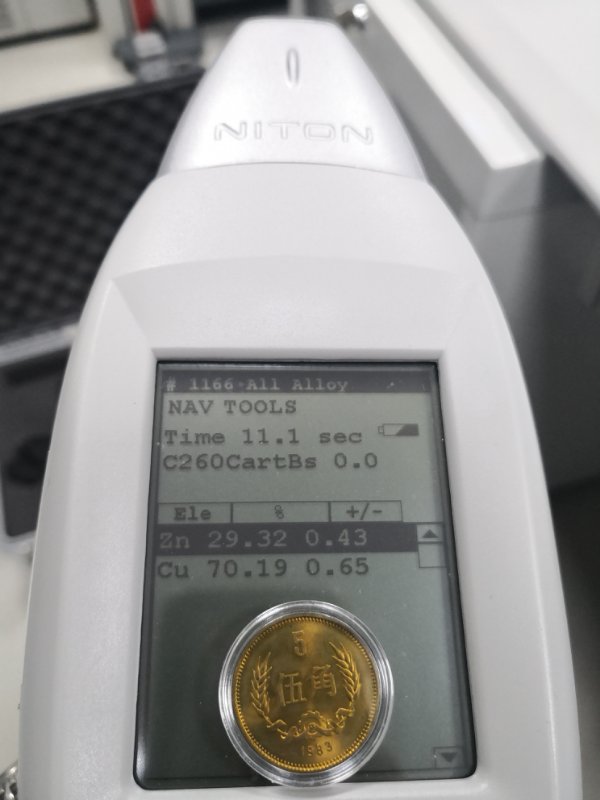 NITON
# 1166 All Alloy
NAV TOOLS
Time 11.1 sec
C260CartBs 0.0
Ele % +/-
Zn 29.32 0.43
Cu 70.19 0.65
5
伍角
1983